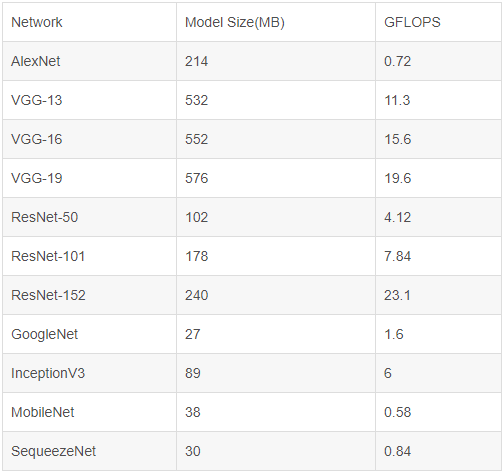 Network Model Size(MB) GFLOPS
AlexNet 214 0.72
VGG-13 532 11.3
VGG-16 552 15.6
VGG-19 576 19.6
ResNet-50 102 4.12
ResNet-101 178 7.84
ResNet-152 240 23.1
GoogleNet 27 1.6
InceptionV3 89 6
MobileNet 38 0.58
SequeezeNet 30 0.84